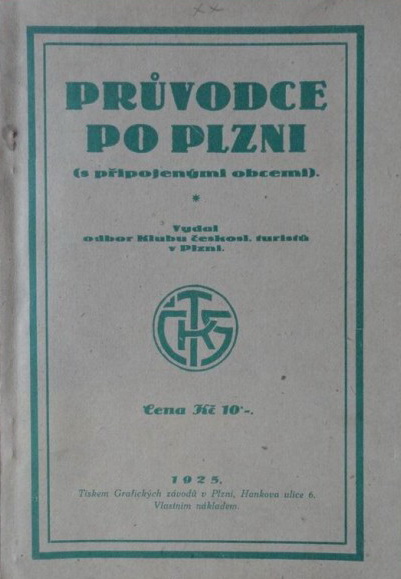 PRŮVODCE
PO PLZNI
(s připojenými obcemi).
*
Vydal
odbor Klubu českosl. turistů
v Plzni.
KČST
Cena Kč 10·-.
1925.
Tiskem Grafických závodů v Plzni, Hankova ulice 6.
Vlastním nákladem.